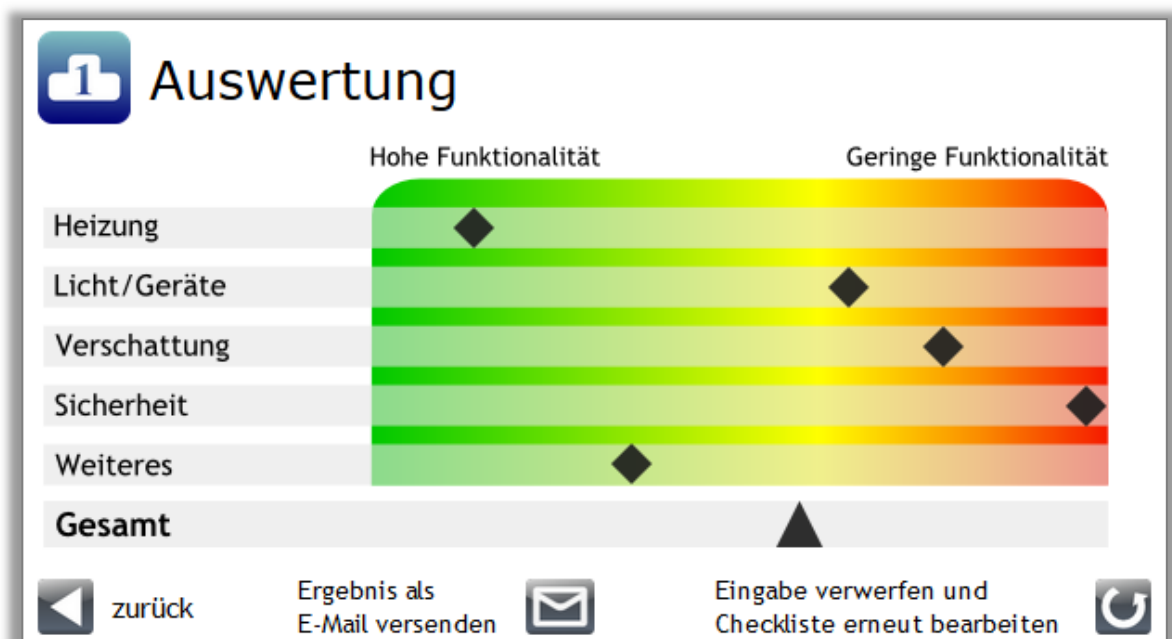 1
Auswertung
Hohe Funktionalität
Geringe Funktionalität
Heizung
Licht/Geräte
Verschattung
Sicherheit
Weiteres
Gesamt
zurück
Ergebnis als
E-Mail versenden
Eingabe verwerfen und
Checkliste erneut bearbeiten